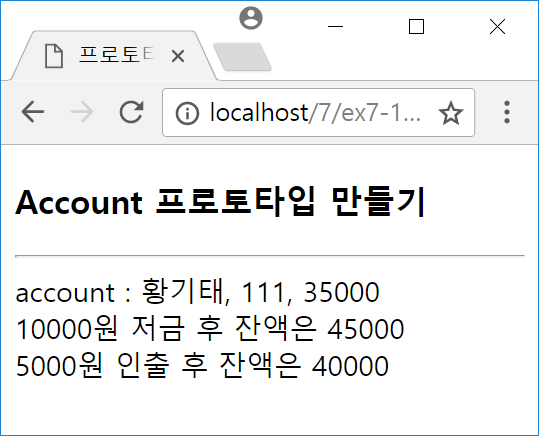 프로토
localhost/7/ex7-1...
Account 프로토타입 만들기
account : 황기태, 111, 35000
10000원 저금 후 잔액은 45000
5000원 인출 후 잔액은 40000